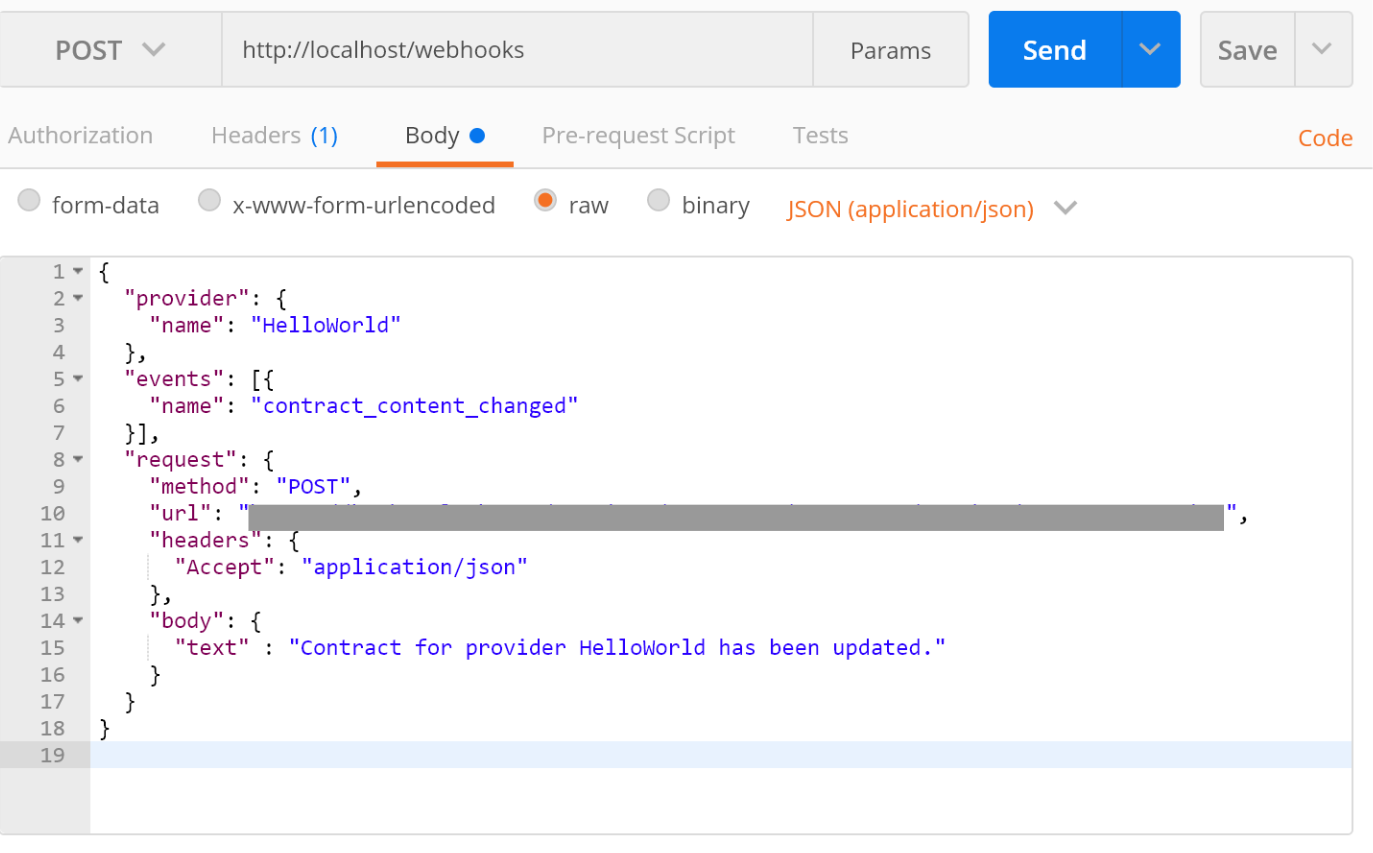 POST http://localhost/webhooks Params Send Save
Authorization Headers (1) Body Pre-request Script Tests Code
form-data x-www-form-urlencoded raw binary JSON (application/json)
1 {
2 "provider": {
3 "name": "HelloWorld"
4 },
5 "events": [{
6 "name": "contract_content_changed"
7 }],
8 "request": {
9 "method": "POST",
10 "url": "",
11 "headers": {
12 "Accept": "application/json"
13 },
14 "body": {
15 "text" : "Contract for provider HelloWorld has been updated."
16 }
17 }
18 }
19